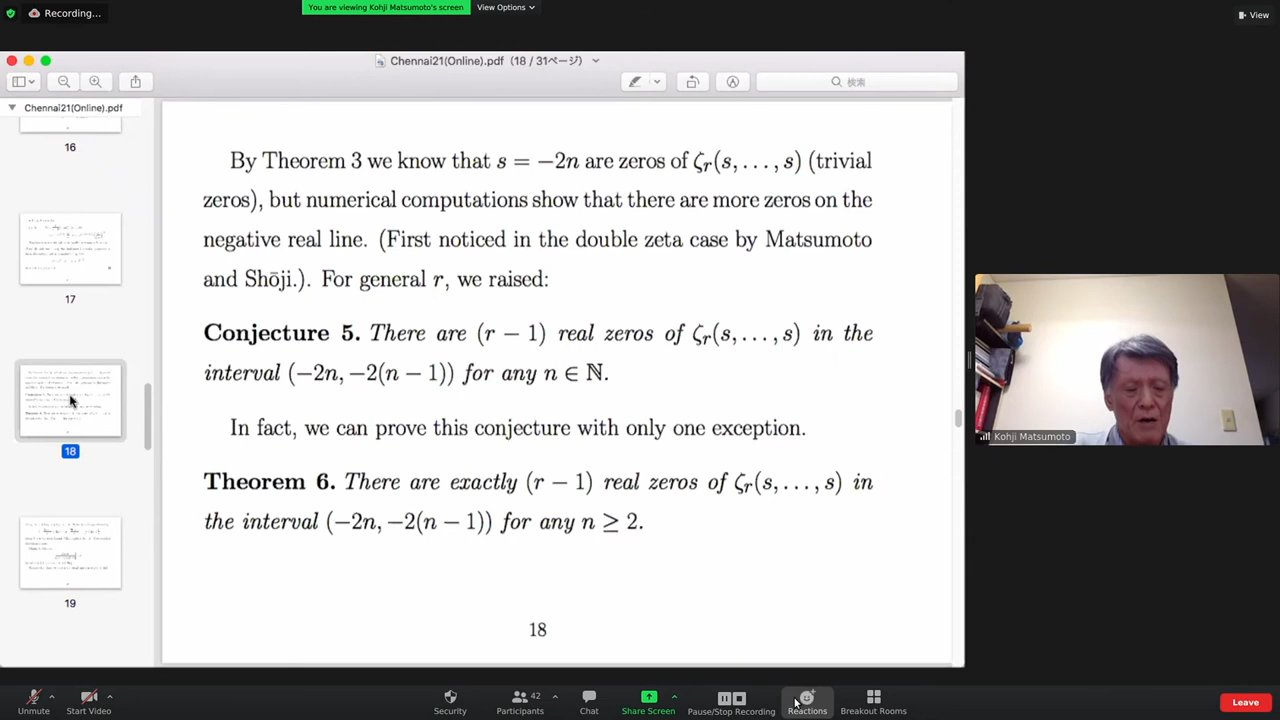 Recording...
You are viewing Kohji Matsumoto's screen
View Options
View
Chennai21(Online).pdf (18 / 31ページ)
検索
Chennai21(Online).pdf
16
17
18
19
By Theorem 3 we know that s = −2n are zeros of ζr(s, . . . , s) (trivial
zeros), but numerical computations show that there are more zeros on the
negative real line. (First noticed in the double zeta case by Matsumoto
and Shōji.). For general r, we raised:
Conjecture 5. There are (r − 1) real zeros of ζr(s, . . . , s) in the
interval (−2n, −2(n − 1)) for any n ∈ ℕ.
In fact, we can prove this conjecture with only one exception.
Theorem 6. There are exactly (r − 1) real zeros of ζr(s, . . . , s) in
the interval (−2n, −2(n − 1)) for any n ≥ 2.
18
Kohji Matsumoto
Unmute
Start Video
Security
42
Participants
Chat
Share Screen
Pause/Stop Recording
Reactions
Breakout Rooms
Leave